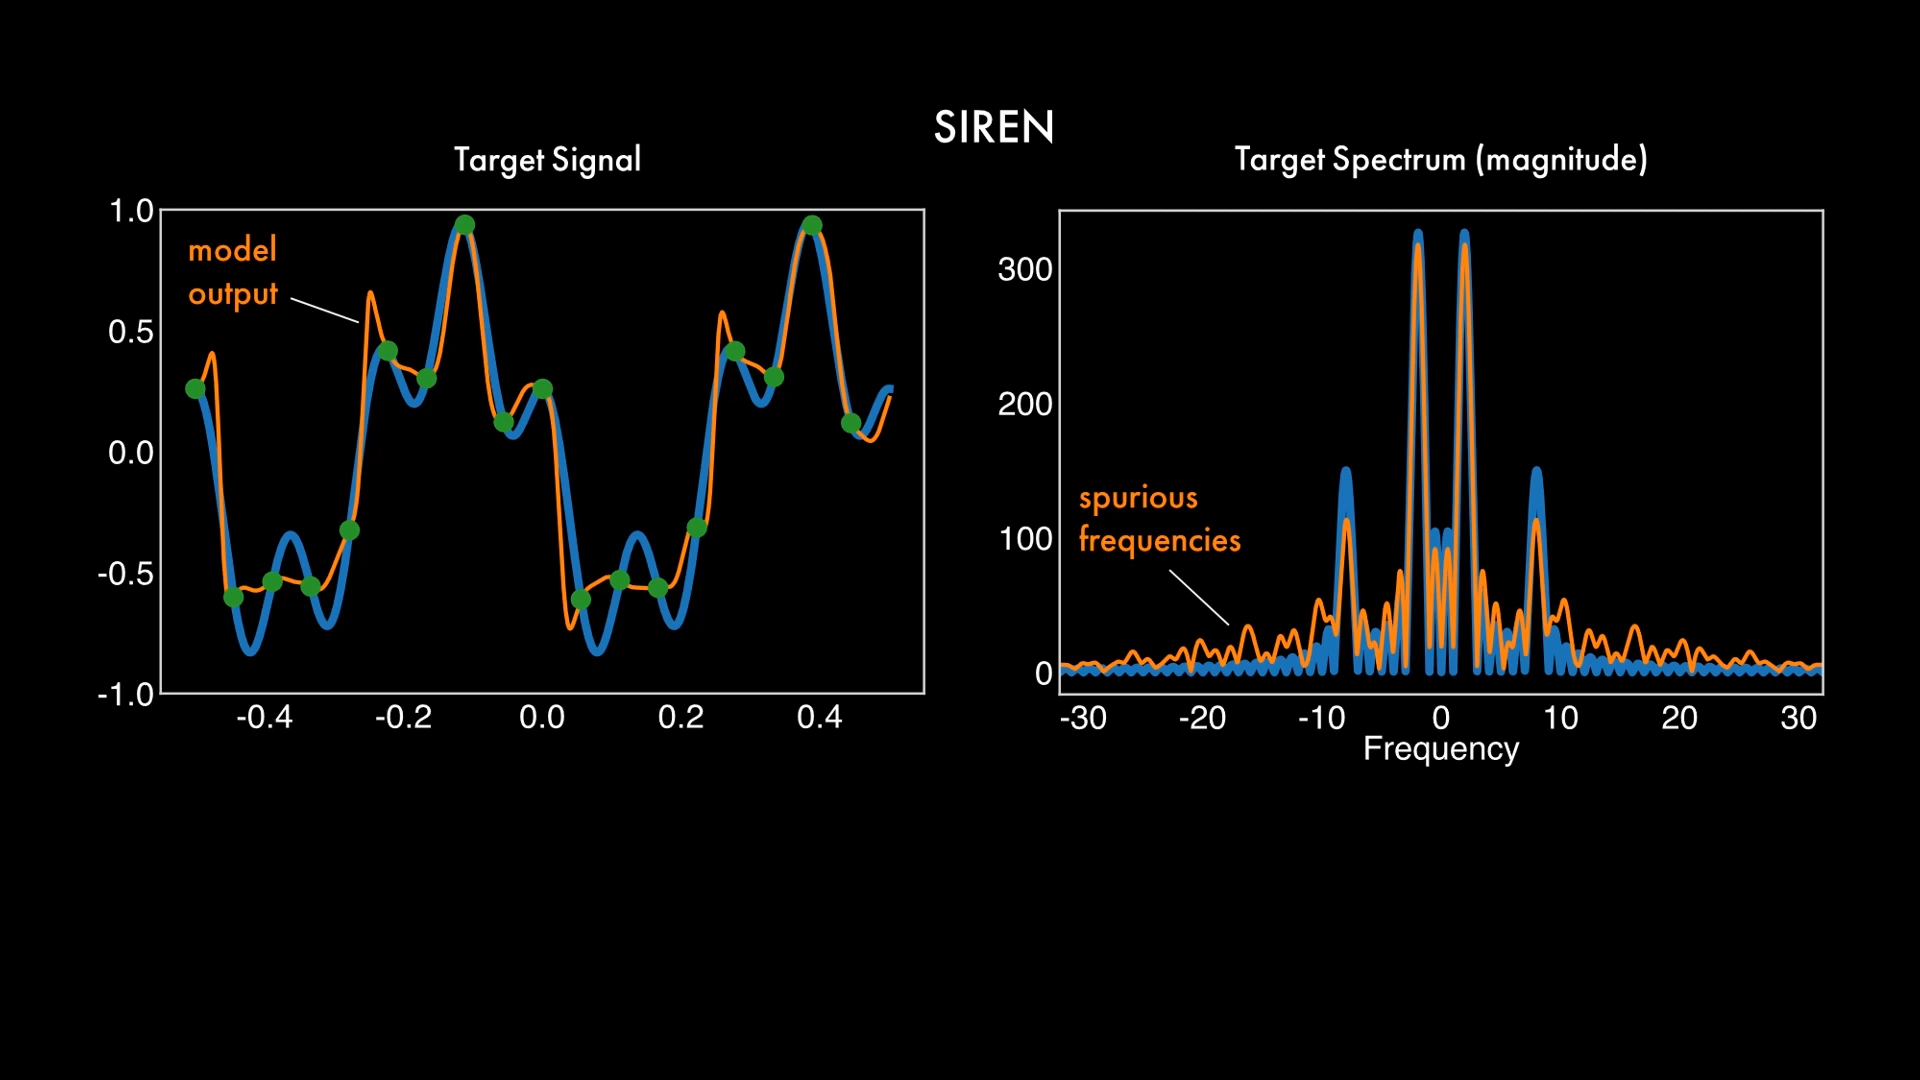 SIREN
Target Signal
1.0
0.5
0.0
-0.5
-1.0
model
output
-0.4 -0.2 0.0 0.2 0.4
Target Spectrum (magnitude)
300
200
100
0
spurious
frequencies
-30 -20 -10 0 10 20 30
Frequency